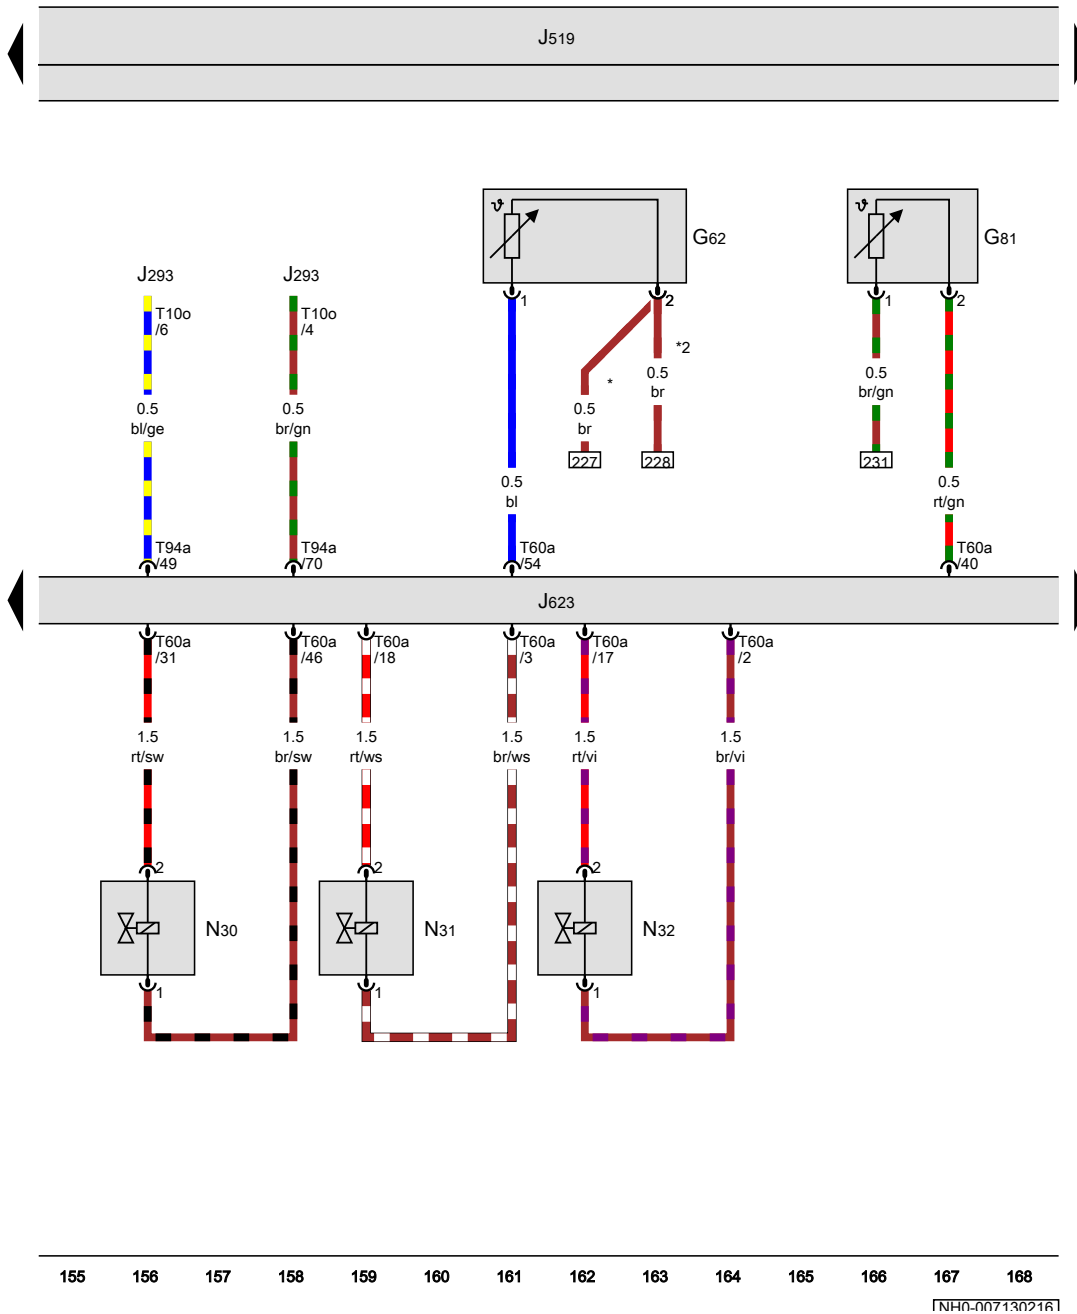 J519
G62
G81
J293
J293
1
2
1
2
T10o
/6
T10o
/4
*2
*
0.5
bl/ge
0.5
br/gn
0.5
br
0.5
br
0.5
br/gn
227
228
231
0.5
bl
0.5
rt/gn
T94a
/49
T94a
/70
T60a
/54
T60a
/40
J623
T60a
/31
T60a
/46
T60a
/18
T60a
/3
T60a
/17
T60a
/2
1.5
rt/sw
1.5
br/sw
1.5
rt/ws
1.5
br/ws
1.5
rt/vi
1.5
br/vi
2
2
2
N30
N31
N32
1
1
1
155 156 157 158 159 160 161 162 163 164 165 166 167 168
NH0-007130216